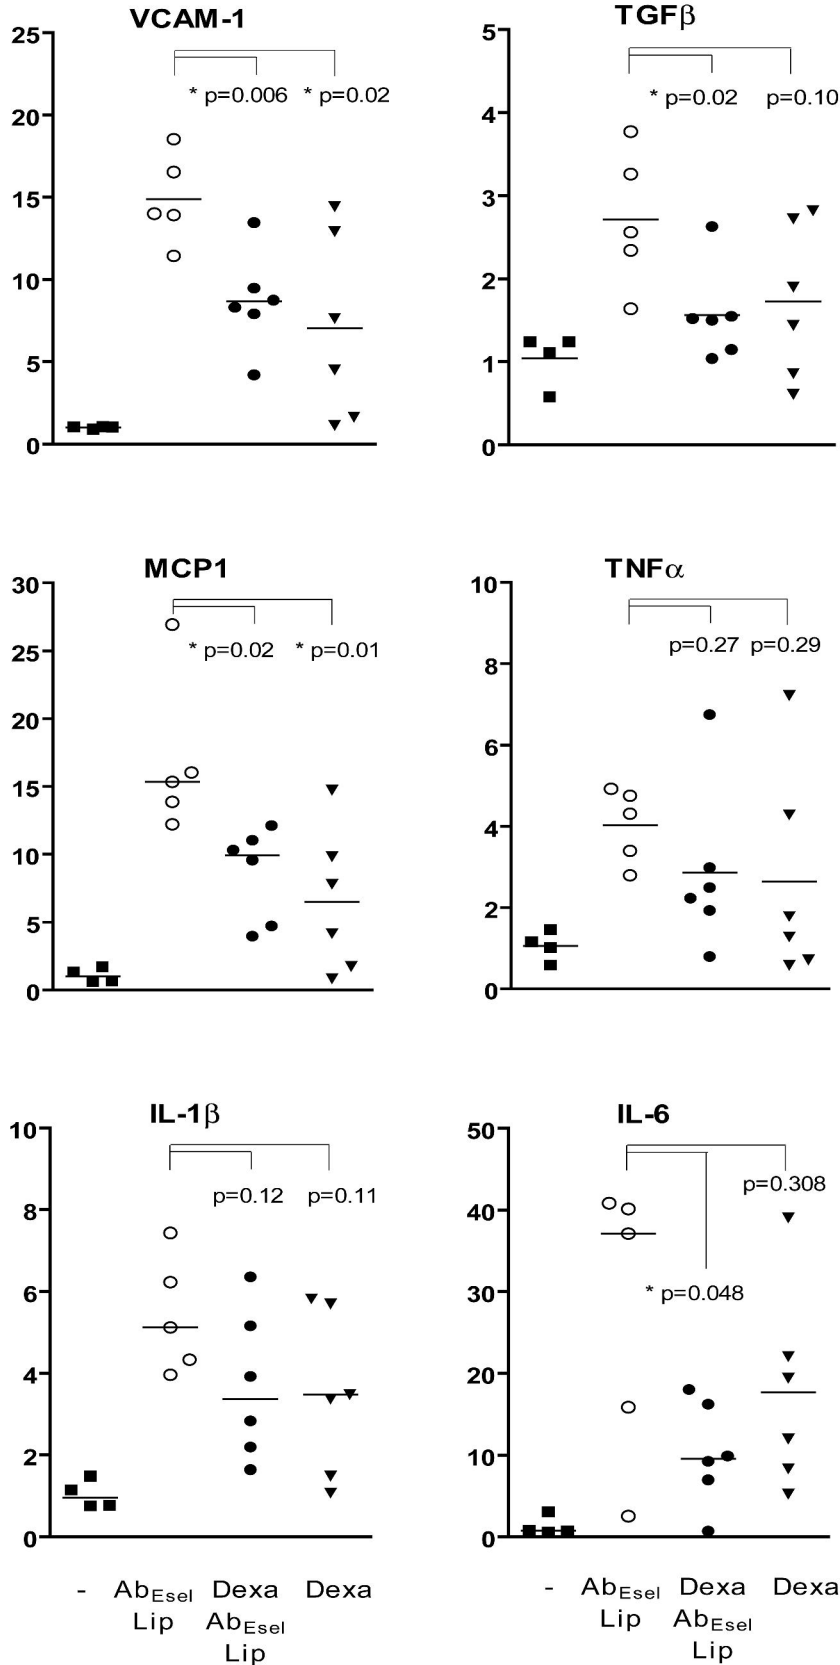 VCAM-1
25
20
15
10
5
0
* p=0.006 * p=0.02
TGFβ
5
4
3
2
1
0
* p=0.02 p=0.10
MCP1
30
25
20
15
10
5
0
* p=0.02 * p=0.01
TNFα
10
8
6
4
2
0
p=0.27 p=0.29
IL-1β
10
8
6
4
2
0
p=0.12 p=0.11
IL-6
50
40
30
20
10
0
p=0.308
* p=0.048
- AbEsel Dexa Dexa
Lip AbEsel
Lip
- AbEsel Dexa Dexa
Lip AbEsel
Lip